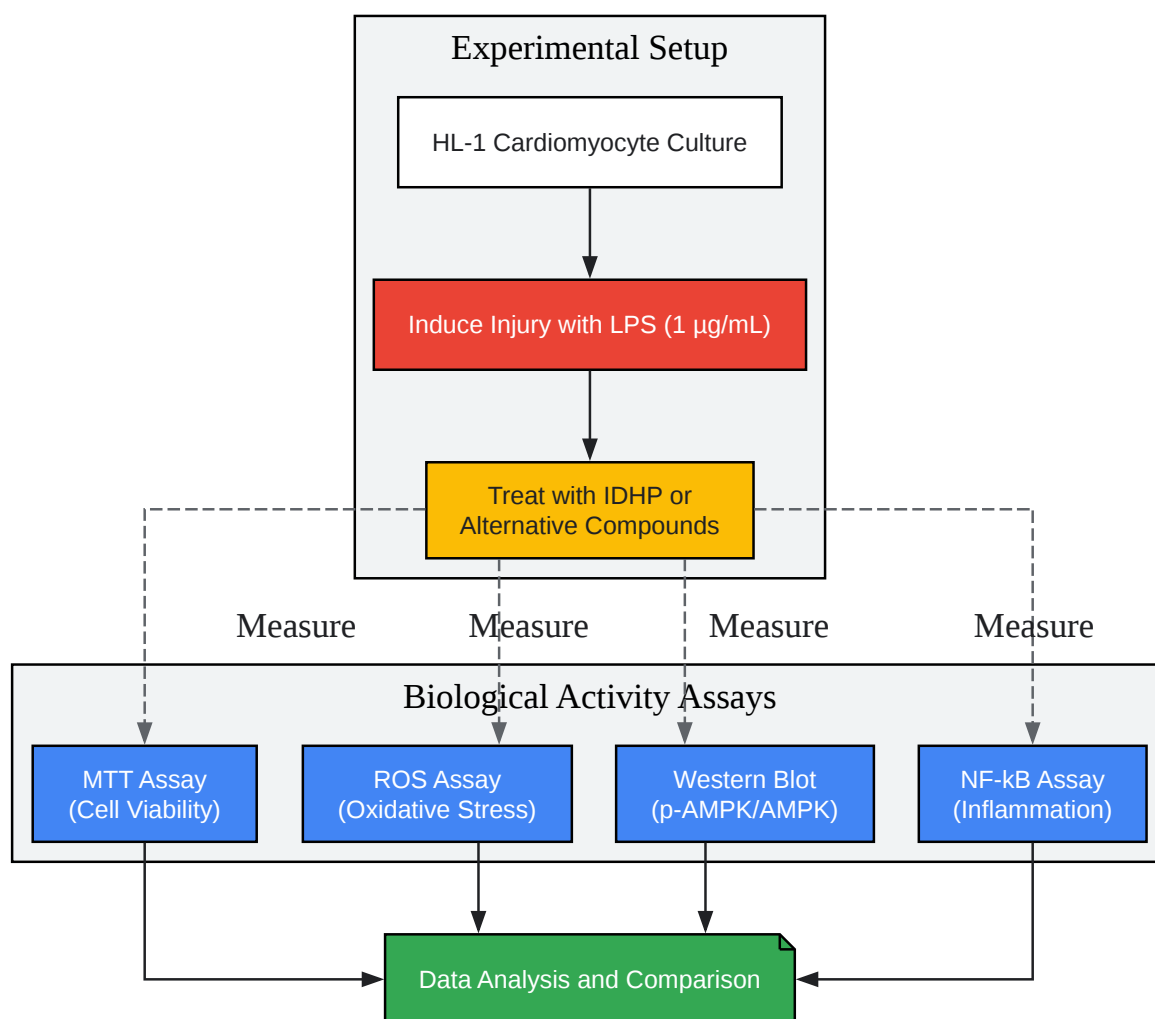 Experimental Setup
HL-1 Cardiomyocyte Culture
Induce Injury with LPS (1 µg/mL)
Treat with IDHP or
Alternative Compounds
Measure
Measure
Measure
Measure
Biological Activity Assays
MTT Assay
(Cell Viability)
ROS Assay
(Oxidative Stress)
Western Blot
(p-AMPK/AMPK)
NF-kB Assay
(Inflammation)
Data Analysis and Comparison